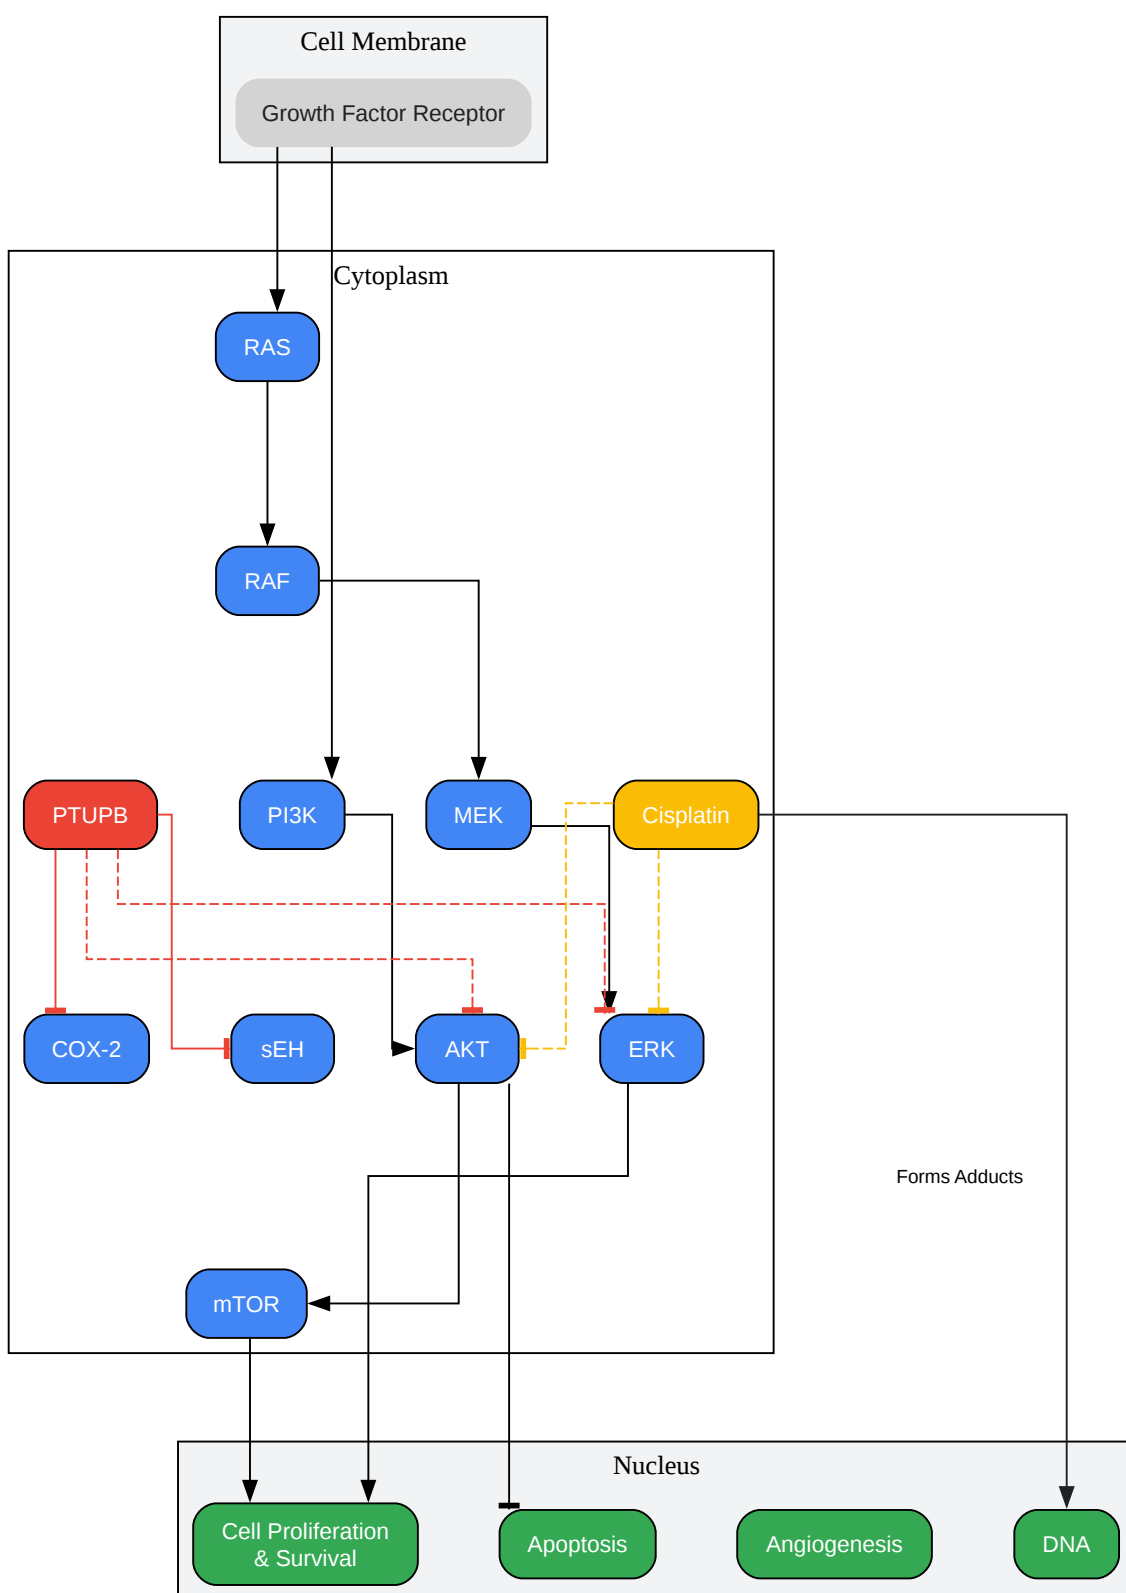 Cell Membrane
Growth Factor Receptor
Cytoplasm
RAS
RAF
PTUPB
PI3K
MEK
Cisplatin
COX-2
sEH
AKT
ERK
Forms Adducts
mTOR
Nucleus
Cell Proliferation
& Survival
Apoptosis
Angiogenesis
DNA